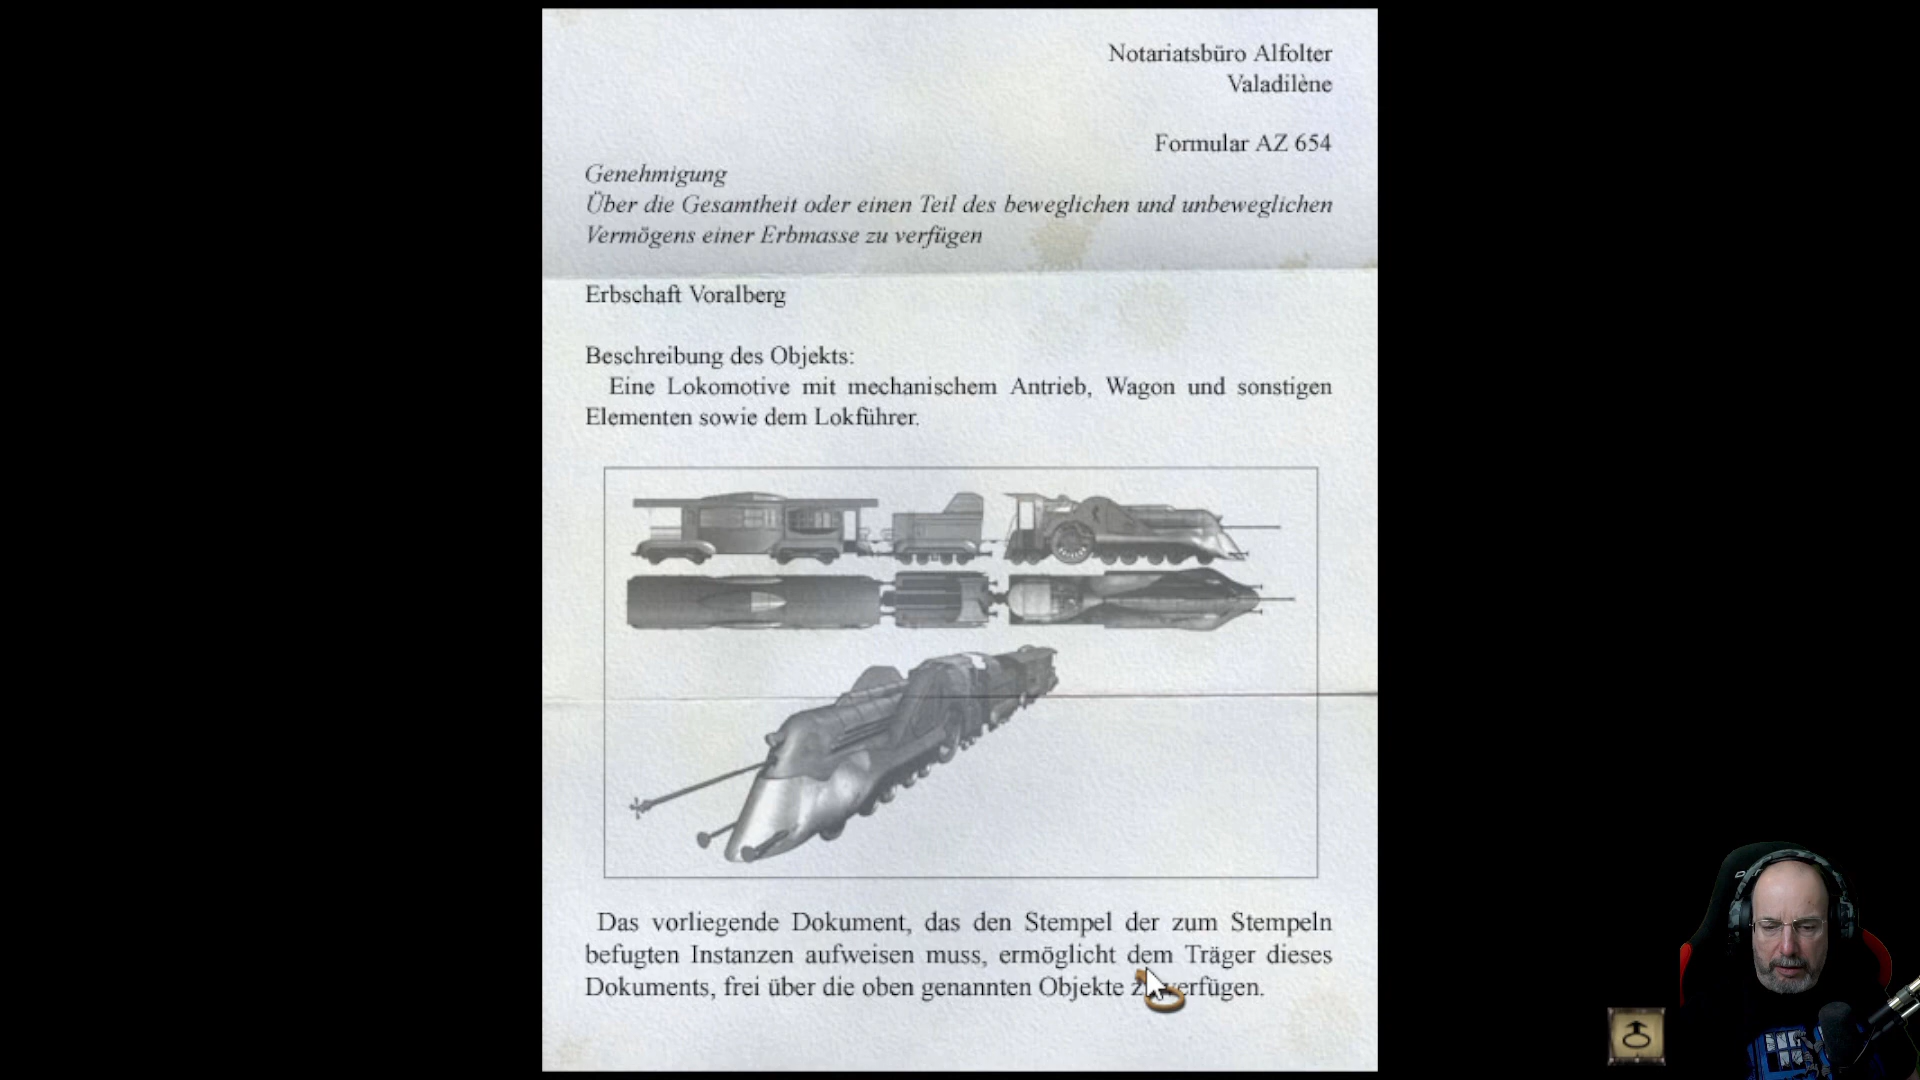 Notariatsbüro Alfolter
Valadilène
Formular AZ 654
Genehmigung
Über die Gesamtheit oder einen Teil des beweglichen und unbeweglichen
Vermögens einer Erbmasse zu verfügen
Erbschaft Voralberg
Beschreibung des Objekts:
Eine Lokomotive mit mechanischem Antrieb, Wagon und sonstigen
Elementen sowie dem Lokführer.
Das vorliegende Dokument, das den Stempel der zum Stempeln
befugten Instanzen aufweisen muss, ermöglicht dem Träger dieses
Dokuments, frei über die oben genannten Objekte zu verfügen.